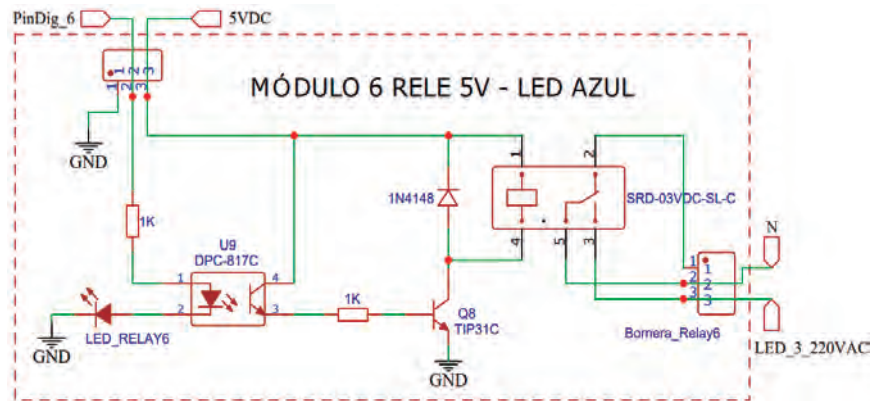 PinDig_6 5VDC
1 2 3
1 2 3
MÓDULO 6 RELE 5V - LED AZUL
GND
1 2
1N4148
SRD-03VDC-SL-C
1K
U9
DPC-817C
4 5 3
N
1 4
1K
Q8
TIP31C
1 1
2 2
3 3
2 3
LED_RELAY6
Bornera_Relay6
GND
GND
LED_3_220VAC